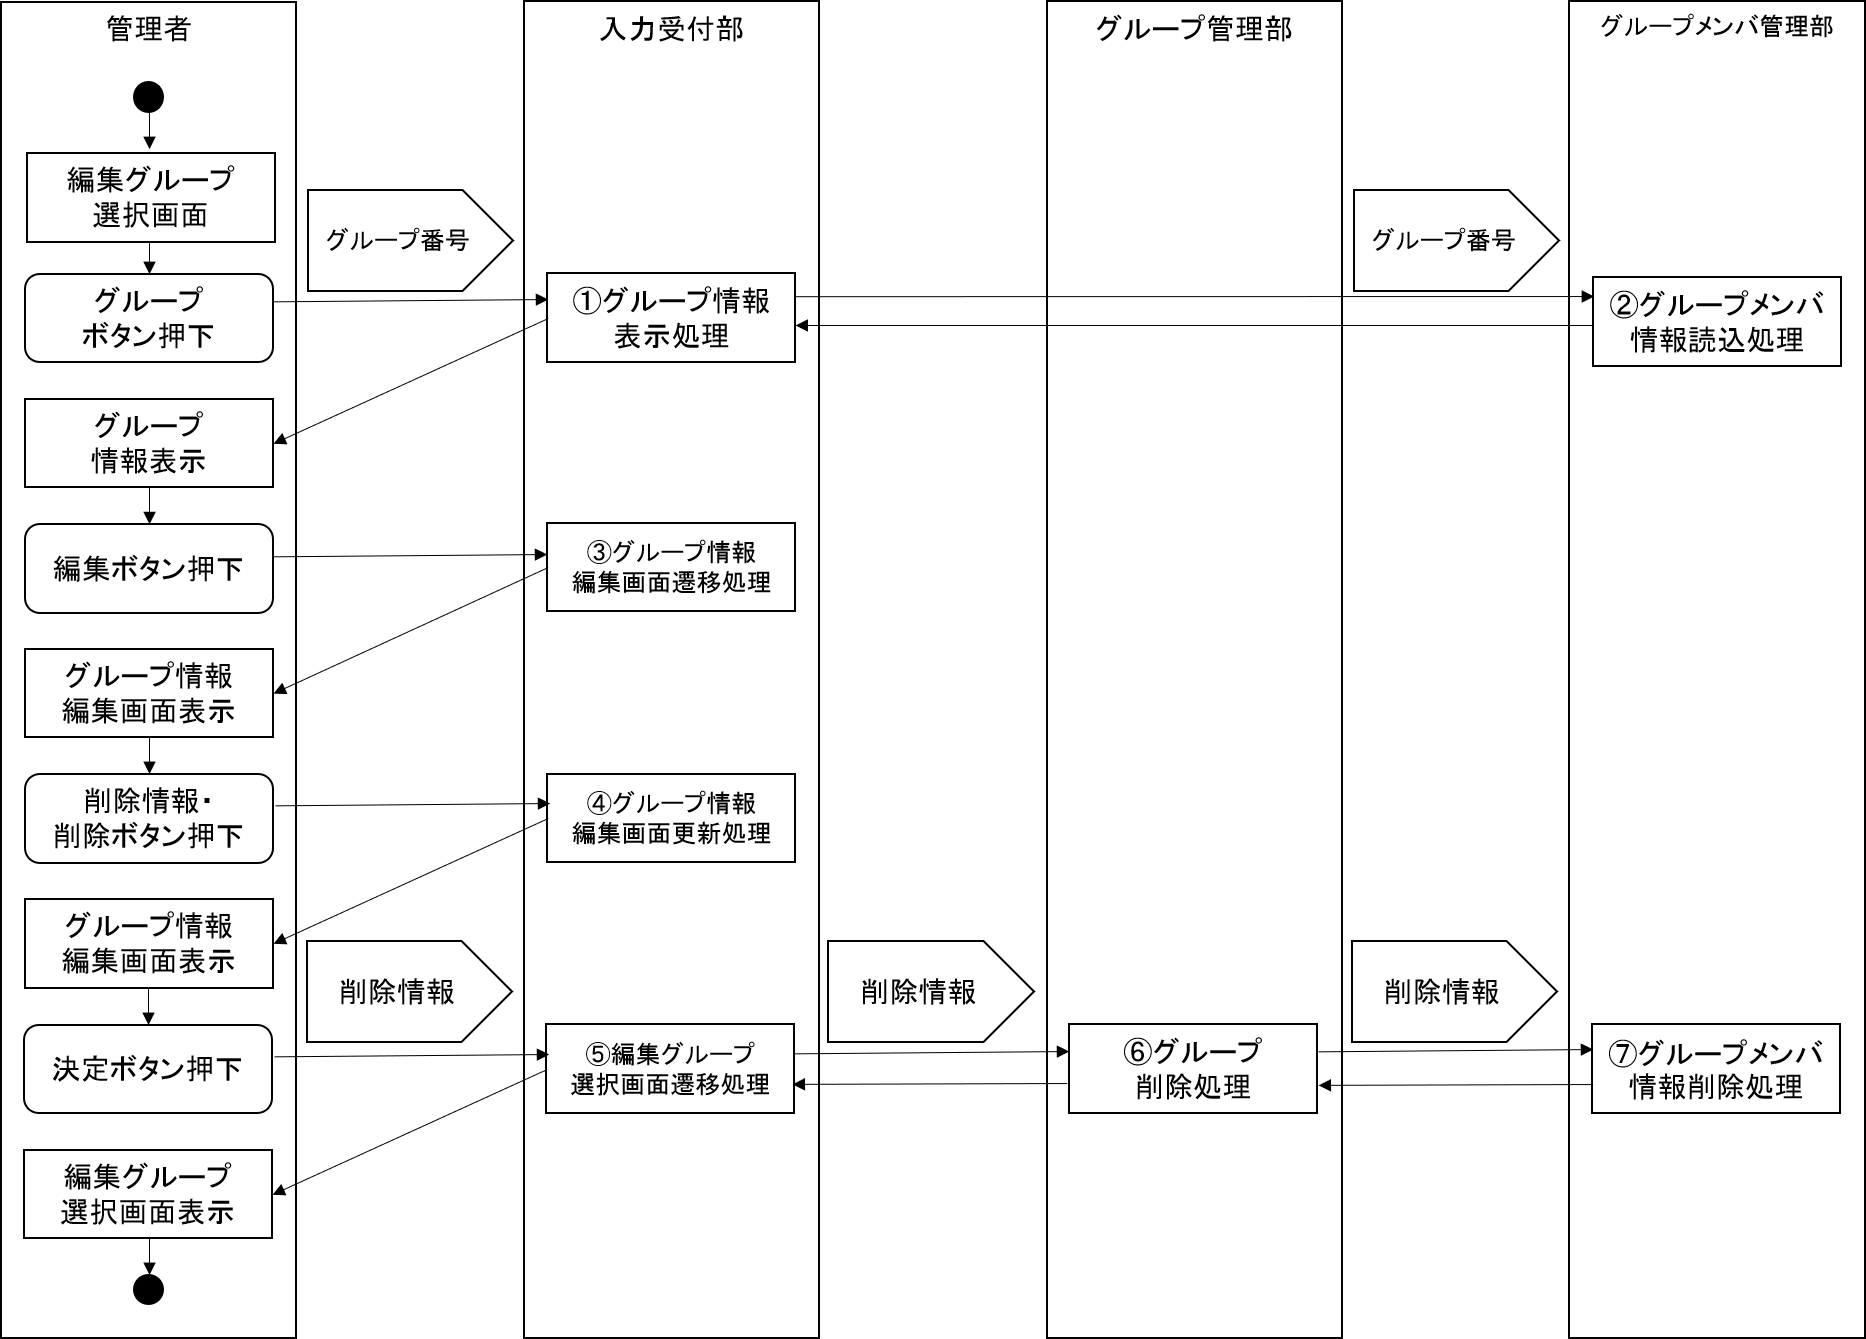 管理者
入力受付部
グループ管理部
グループメンバ管理部
編集グループ
選択画面
グループ番号
グループ番号
グループ
ボタン押下
①グループ情報
表示処理
②グループメンバ
情報読込処理
グループ
情報表示
編集ボタン押下
③グループ情報
編集画面遷移処理
グループ情報
編集画面表示
削除情報・
削除ボタン押下
④グループ情報
編集画面更新処理
グループ情報
編集画面表示
削除情報
削除情報
削除情報
決定ボタン押下
⑤編集グループ
選択画面遷移処理
⑥グループ
削除処理
⑦グループメンバ
情報削除処理
編集グループ
選択画面表示